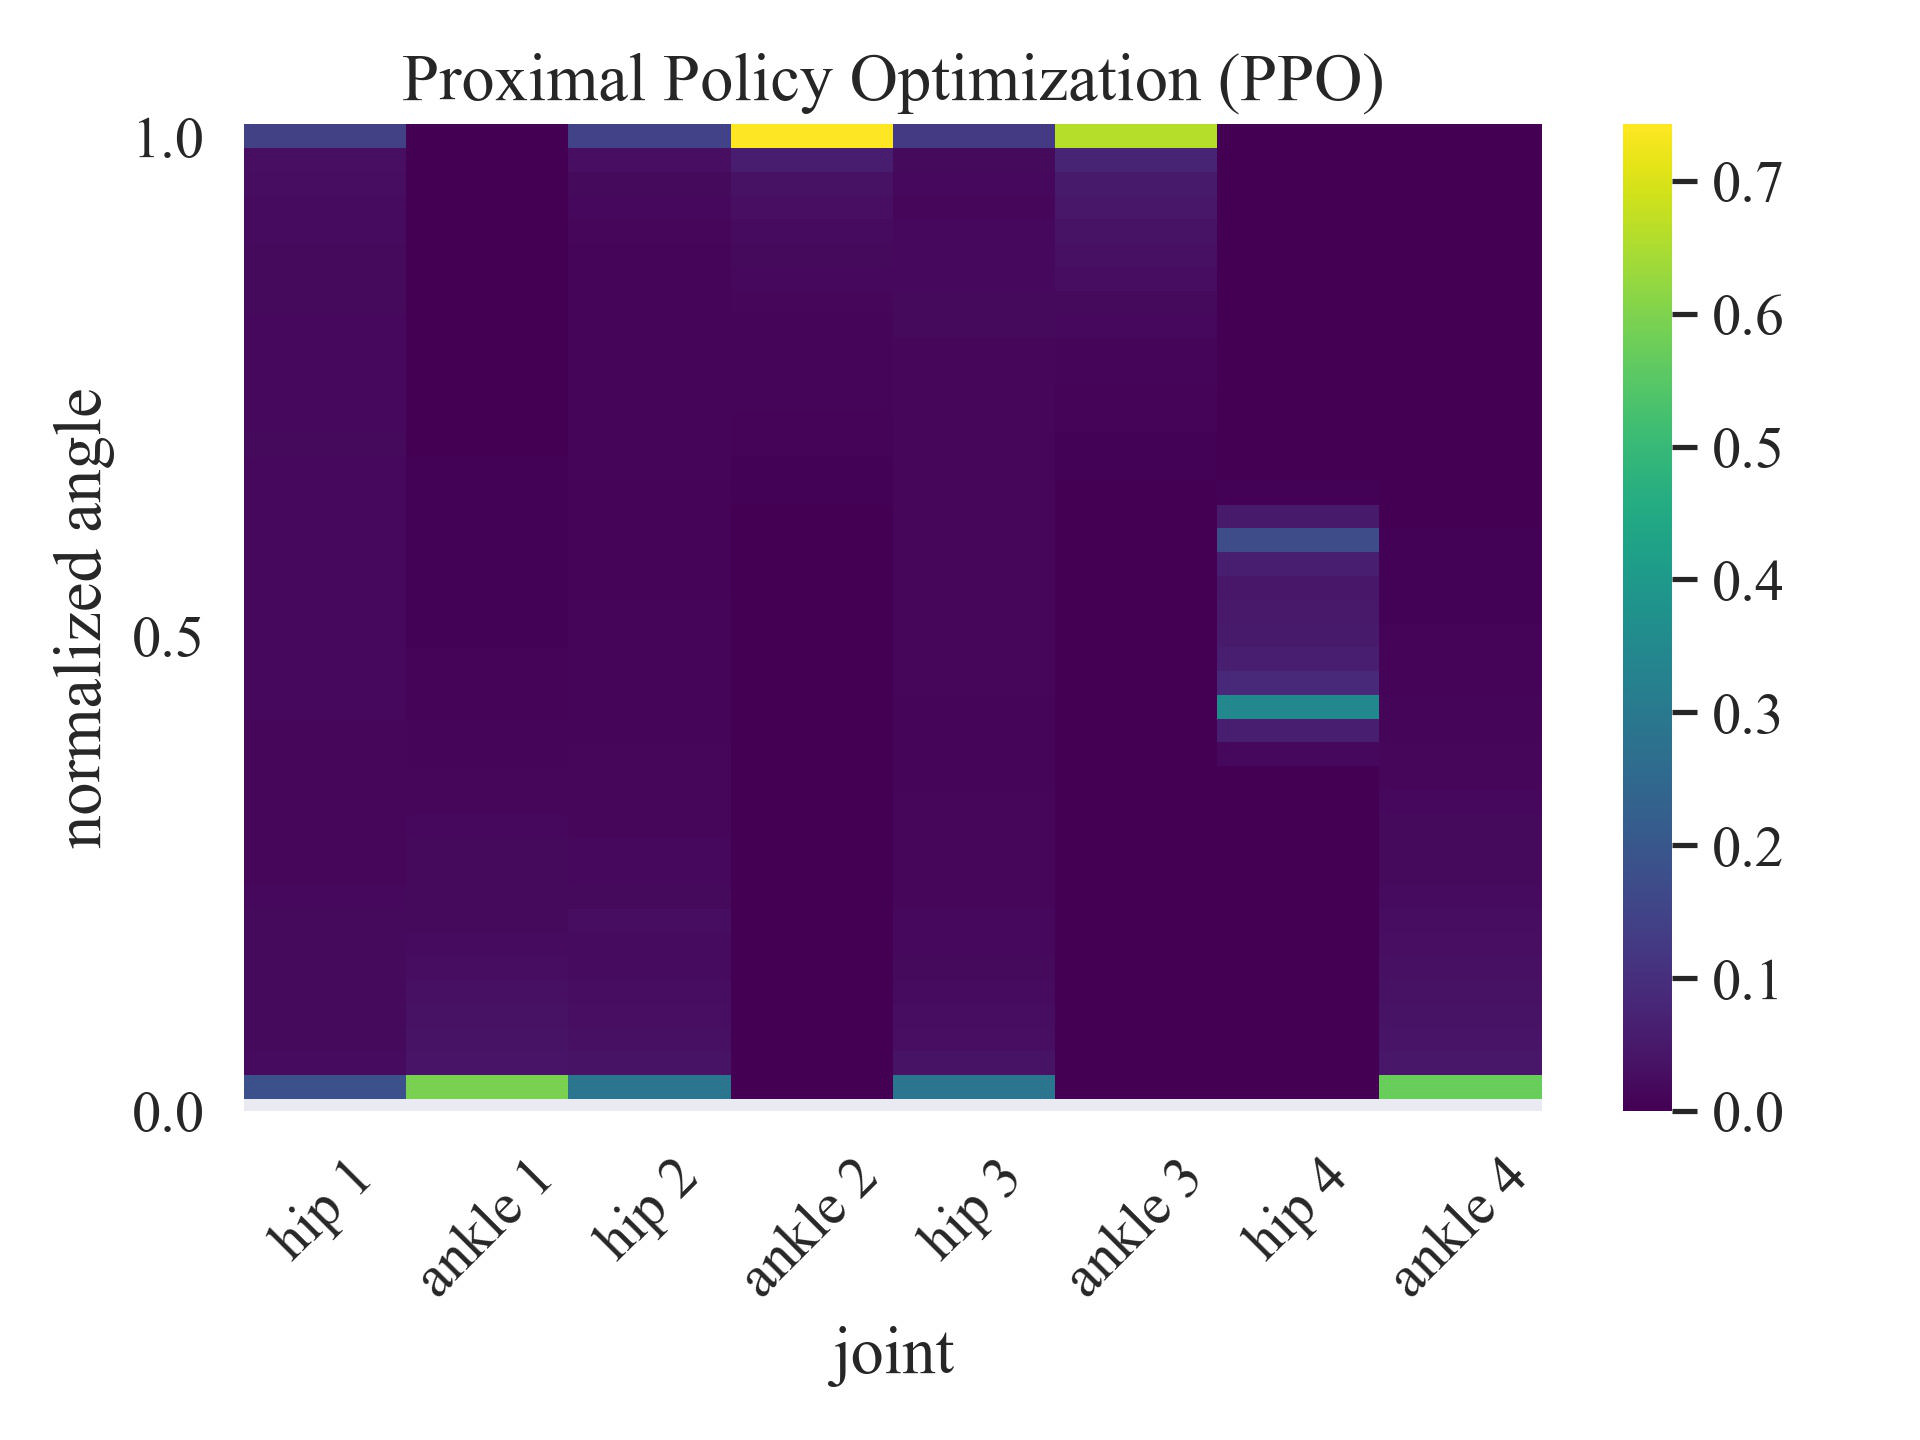 Proximal Policy Optimization (PPO)
normalized angle
1.0
0.5
0.0
hip 1
ankle 1
hip 2
ankle 2
hip 3
ankle 3
hip 4
ankle 4
joint
0.7
0.6
0.5
0.4
0.3
0.2
0.1
0.0